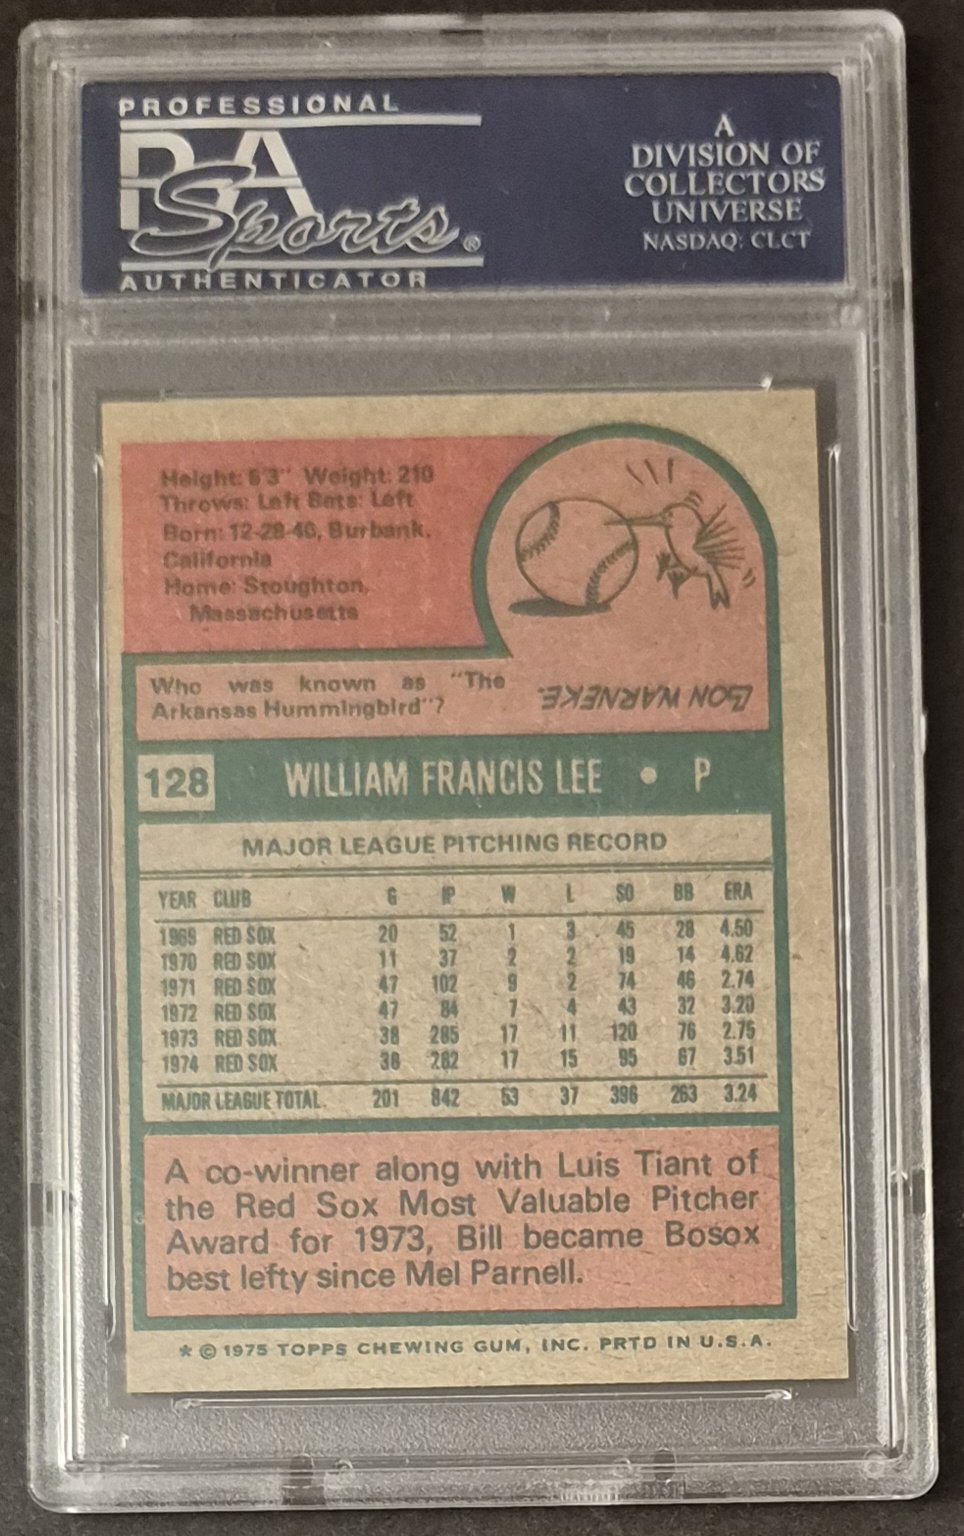 PROFESSIONAL
PSA
Sports®
AUTHENTICATOR
A
DIVISION OF
COLLECTORS
UNIVERSE
NASDAQ: CLCT
Height: 6'3" Weight: 210
Throws: Left Bats: Left
Born: 12-28-46, Burbank,
California
Home: Stoughton,
Massachusetts
Who was known as "The
Arkansas Hummingbird"?
LON WARNEKE.
128 WILLIAM FRANCIS LEE • P
MAJOR LEAGUE PITCHING RECORD
YEAR CLUB G IP W L SO BB ERA
1969 RED SOX 20 52 1 3 45 28 4.50
1970 RED SOX 11 37 2 2 19 14 4.62
1971 RED SOX 47 102 9 2 74 46 2.74
1972 RED SOX 47 84 7 4 43 32 3.20
1973 RED SOX 38 285 17 11 120 76 2.75
1974 RED SOX 38 282 17 15 95 67 3.51
MAJOR LEAGUE TOTAL 201 842 53 37 396 263 3.24
A co-winner along with Luis Tiant of
the Red Sox Most Valuable Pitcher
Award for 1973, Bill became Bosox
best lefty since Mel Parnell.
* © 1975 TOPPS CHEWING GUM, INC. PRTD IN U.S.A.